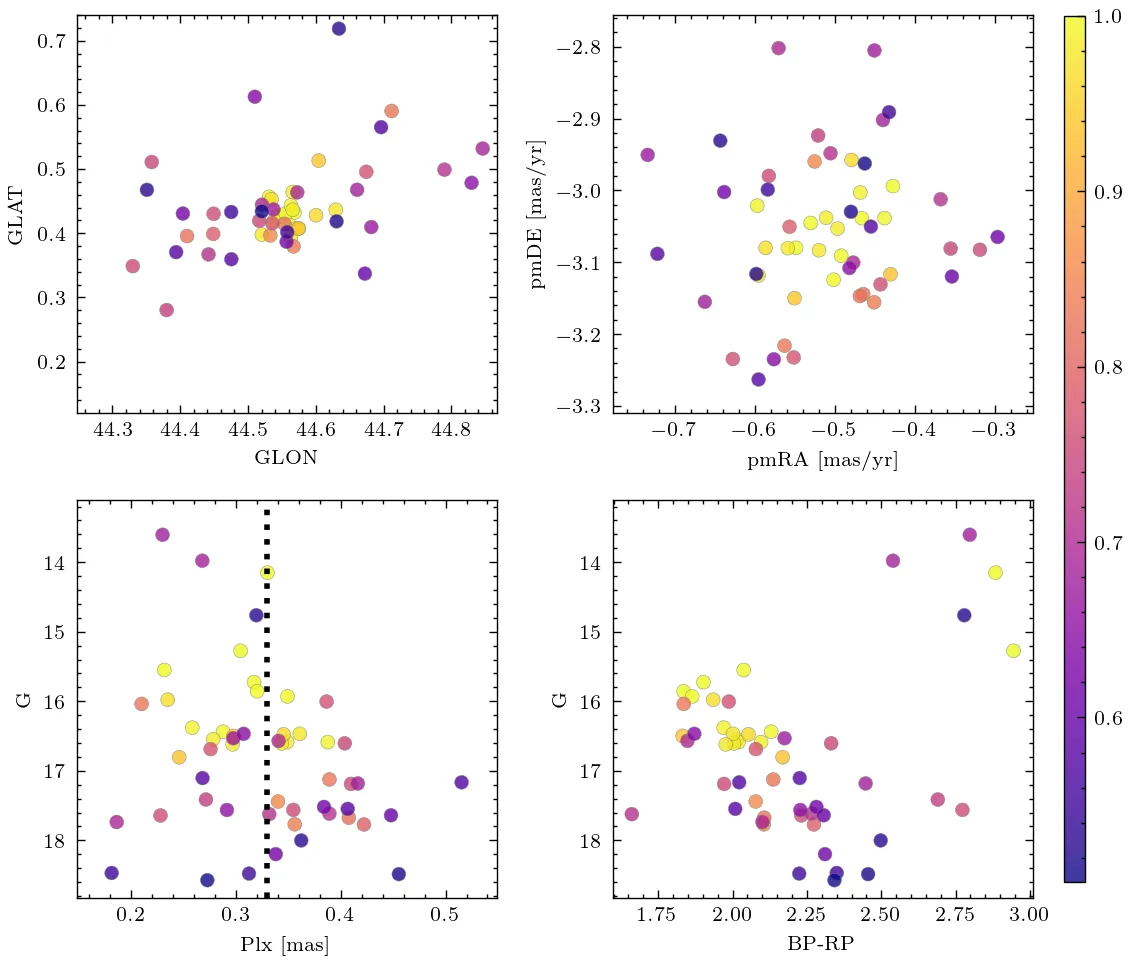 0.7
0.6
0.5
0.4
0.3
0.2
GLAT
44.3 44.4 44.5 44.6 44.7 44.8
GLON
−2.8
−2.9
−3.0
−3.1
−3.2
−3.3
pmDE [mas/yr]
−0.7 −0.6 −0.5 −0.4 −0.3
pmRA [mas/yr]
14
15
16
17
18
G
0.2 0.3 0.4 0.5
Plx [mas]
14
15
16
17
18
G
1.75 2.00 2.25 2.50 2.75 3.00
BP-RP
1.0
0.9
0.8
0.7
0.6